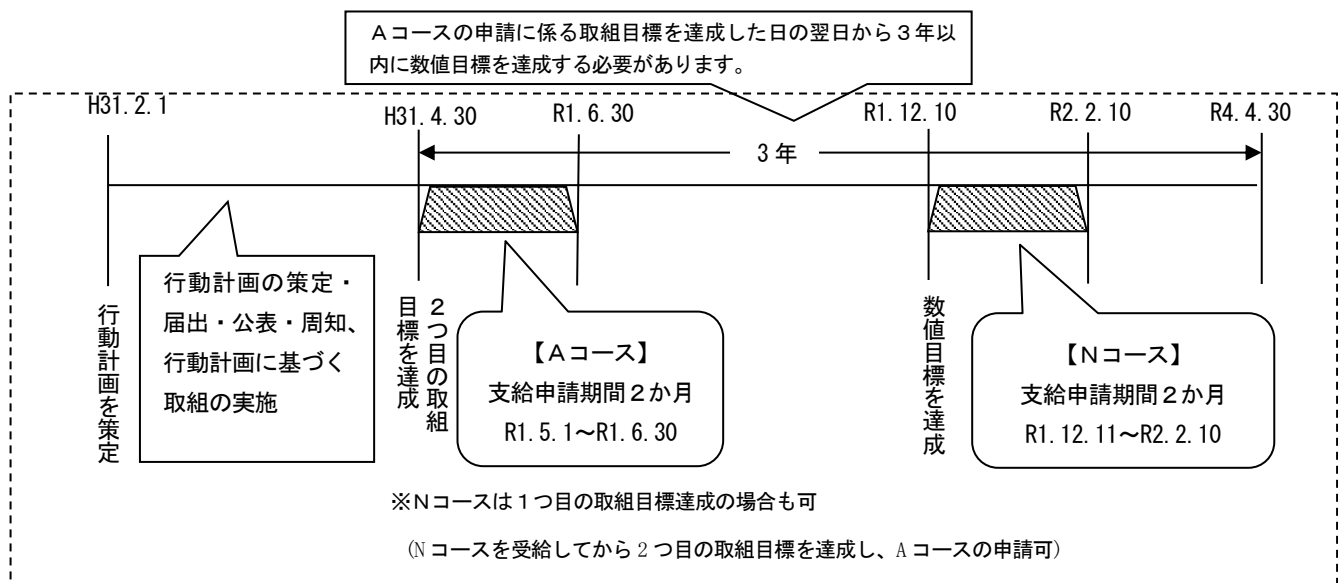 Ａコースの申請に係る取組目標を達成した日の翌日から３年以
内に数値目標を達成する必要があります。
H31.2.1
H31.4.30
R1.6.30
R1.12.10
R2.2.10
R4.4.30
3 年
行動計画を策定
行動計画の策定・
届出・公表・周知、
行動計画に基づく
取組の実施
２つ目の取組
目標を達成
【Ａコース】
支給申請期間２か月
R1.5.1～R1.6.30
数値目標を達成
【Ｎコース】
支給申請期間２か月
R1.12.11～R2.2.10
※Ｎコースは１つ目の取組目標達成の場合も可
（N コースを受給してから 2 つ目の取組目標を達成し、A コースの申請可）